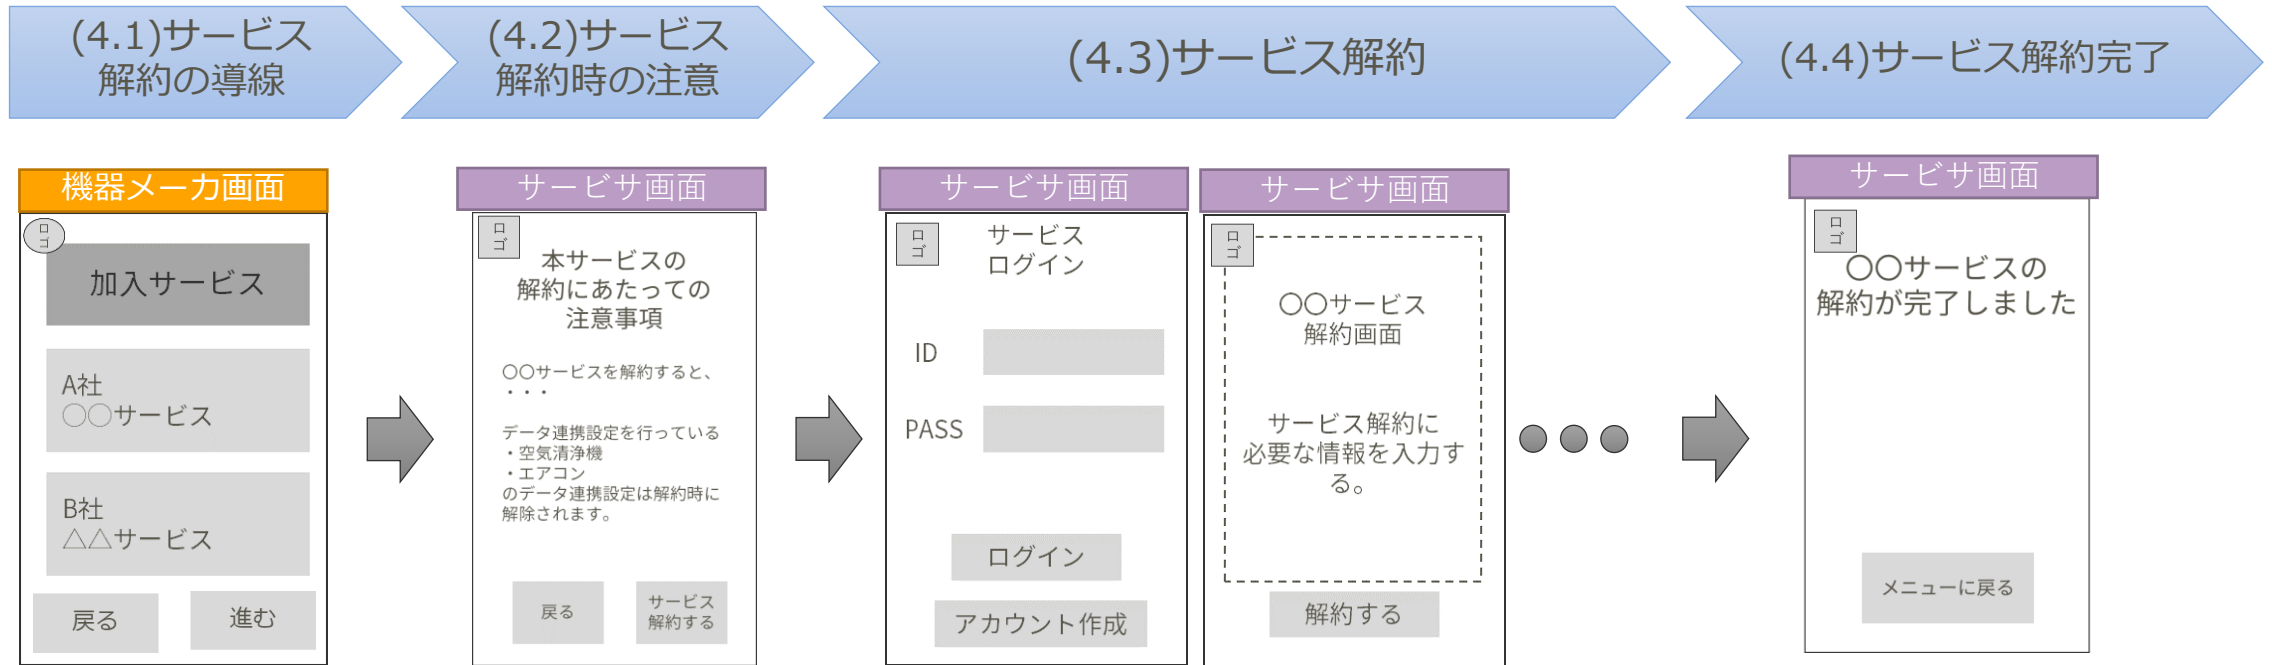 (4.1)サービス
解約の導線
(4.2)サービス
解約時の注意
(4.3)サービス解約
(4.4)サービス解約完了
機器メーカ画面
ロゴ
加入サービス
A社
〇〇サービス
B社
△△サービス
戻る
進む
サービサ画面
ロゴ
本サービスの
解約にあたっての
注意事項
〇〇サービスを解約すると、
・・・
データ連携設定を行っている
・空気清浄機
・エアコン
のデータ連携設定は解約時に
解除されます。
戻る
サービス
解約する
サービサ画面
ロゴ
サービス
ログイン
ID
PASS
ログイン
アカウント作成
サービサ画面
ロゴ
〇〇サービス
解約画面
サービス解約に
必要な情報を入力す
る。
解約する
サービサ画面
ロゴ
〇〇サービスの
解約が完了しました
メニューに戻る